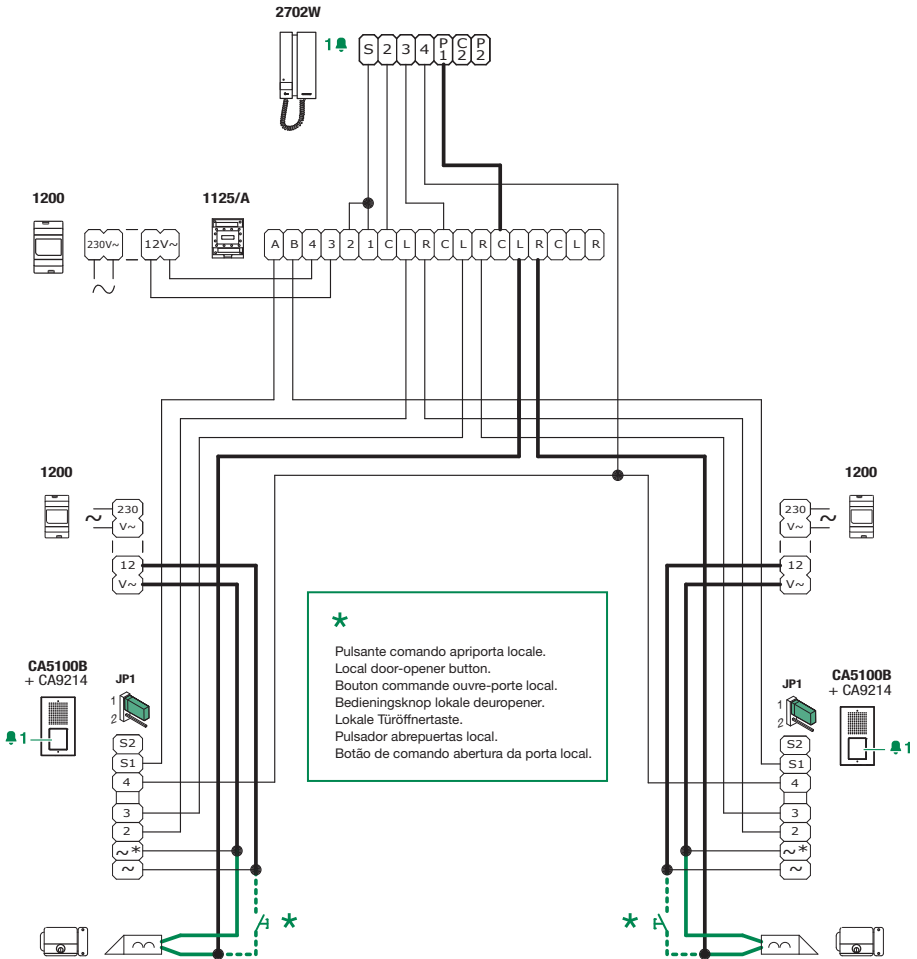 2702W
1 S 2 3 4 P1 C2 P2
1200
1125/A
230V~ 12V~
A B 4 3 2 1 C L R C L R C L R C L R
~
1200
1200
~ 230 V~
230 V~ ~
12 V~
12 V~
*
Pulsante comando apriporta locale.
Local door-opener button.
Bouton commande ouvre-porte local.
Bedieningsknop lokale deuropener.
Lokale Türöffnertaste.
Pulsador abrepuertas local.
Botão de comando abertura da porta local.
CA5100B
+ CA9214
JP1
1
2
1
S2
S1
4
3
2
~*
~
*
JP1
1
2
CA5100B
+ CA9214
1
S2
S1
4
3
2
~*
~
*